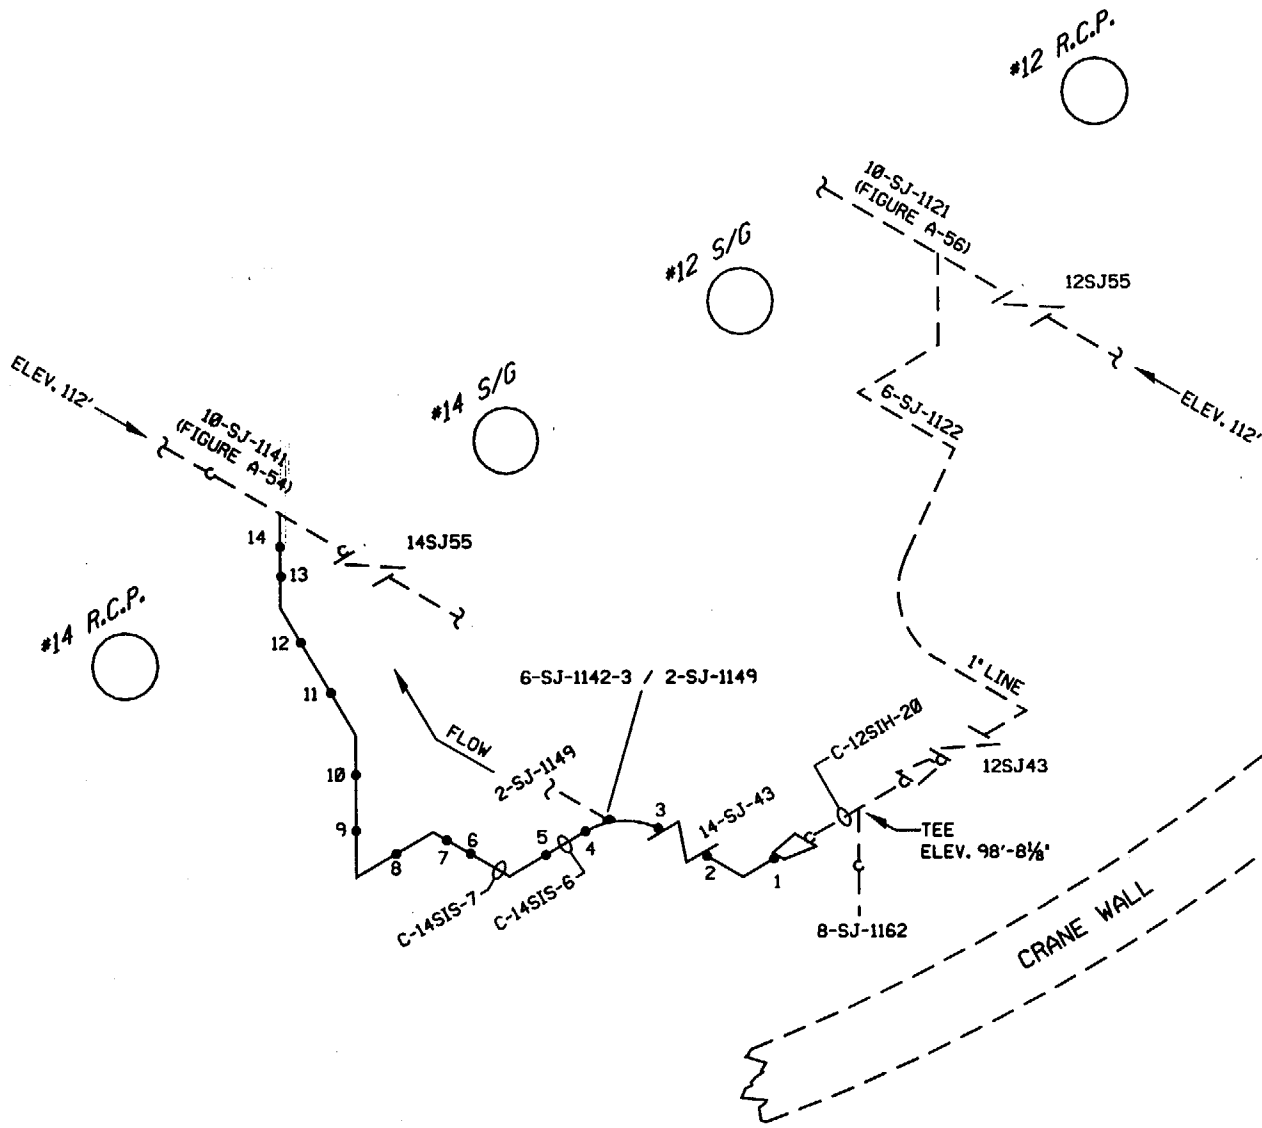 #12 R.C.P.
10-SJ-1121
(FIGURE A-56)
12SJ55
#12 S/G
ELEV. 112'
6-SJ-1122
#14 S/G
ELEV. 112'
10-SJ-1141
(FIGURE A-54)
14SJ55
14
13
#14 R.C.P.
12
11
10
9
8
7
6
5
4
3
2
1
FLOW
6-SJ-1142-3 / 2-SJ-1149
2-SJ-1149
1" LINE
C-12SIH-20
12SJ43
14-SJ-43
TEE
ELEV. 98'-8⅛"
C-14SIS-7
C-14SIS-6
8-SJ-1162
CRANE WALL